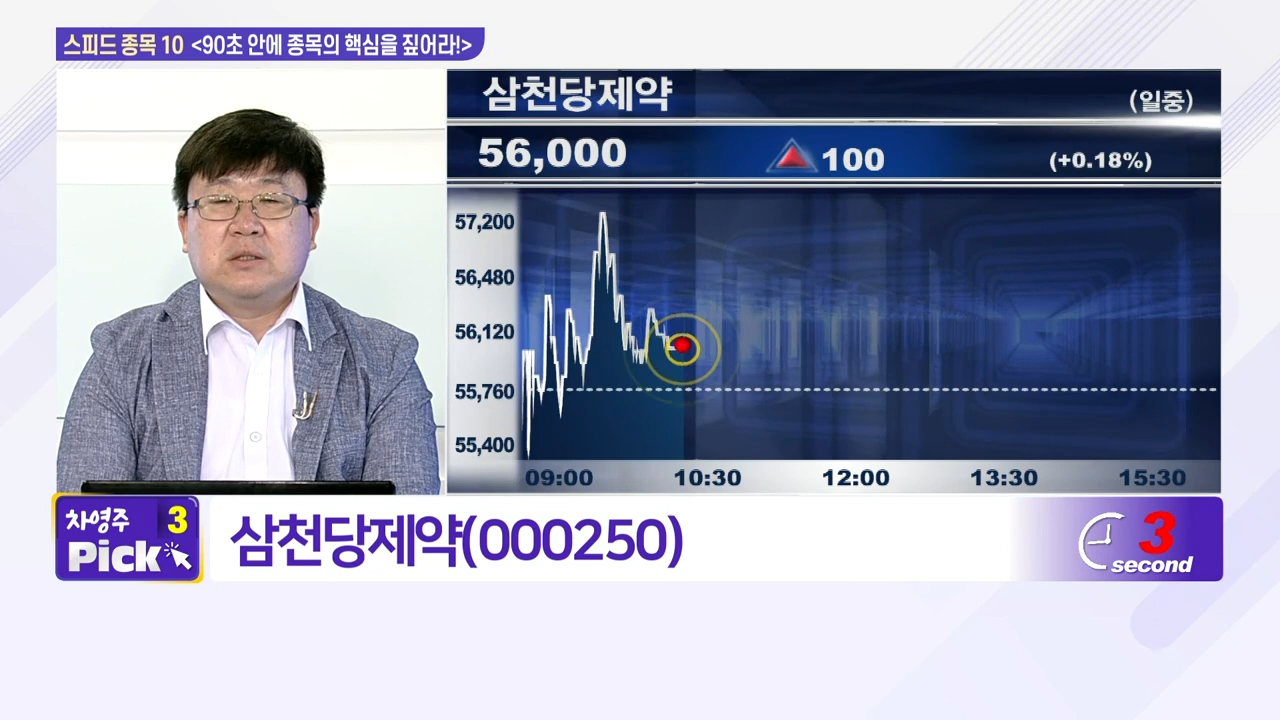 스피드 종목 10 <90초 안에 종목의 핵심을 짚어라!>
삼천당제약
(일중)
56,000
100
(+0.18%)
57,200
56,480
56,120
55,760
55,400
09:00
10:30
12:00
13:30
15:30
차영주 3
Pick
삼천당제약(000250)
3
second